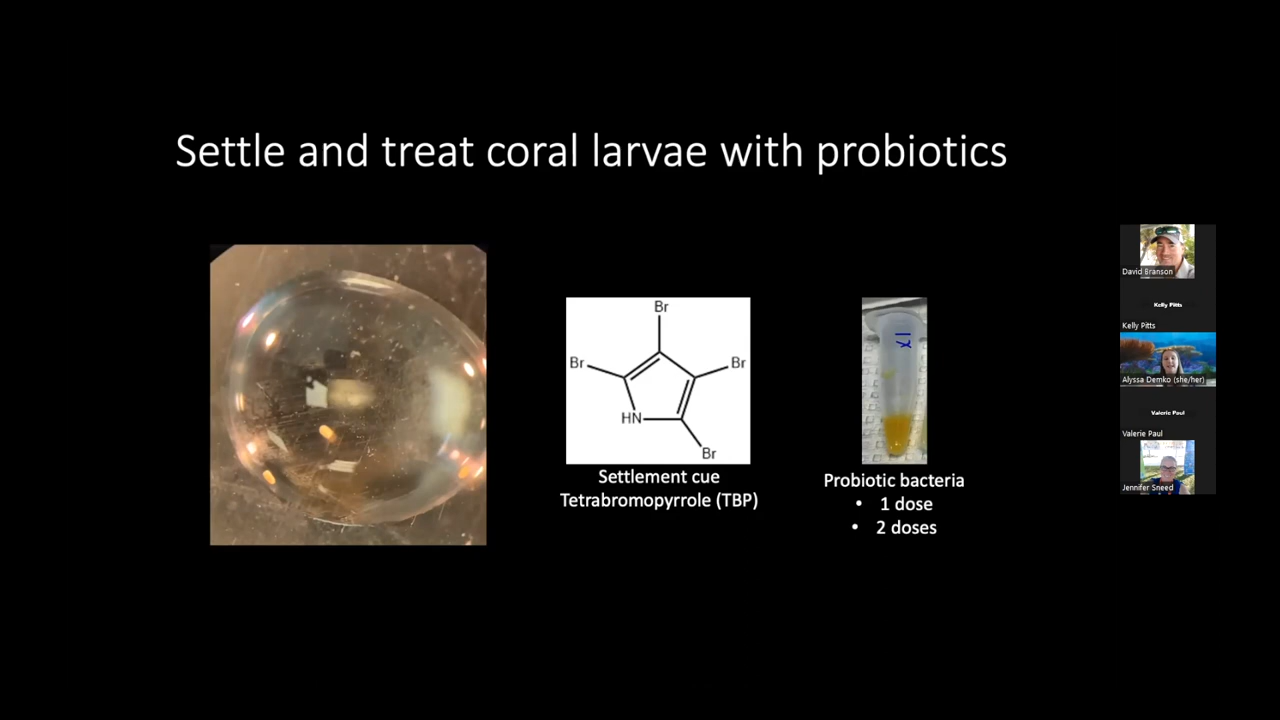 Settle and treat coral larvae with probiotics
Br
Br
Br
HN
Br
Settlement cue
Tetrabromopyrrole (TBP)
Probiotic bacteria
• 1 dose
• 2 doses
David Branson
Kelly Pitts
Kelly Pitts
Alyssa Demko (she/her)
Valerie Paul
Valerie Paul
Jennifer Sneed